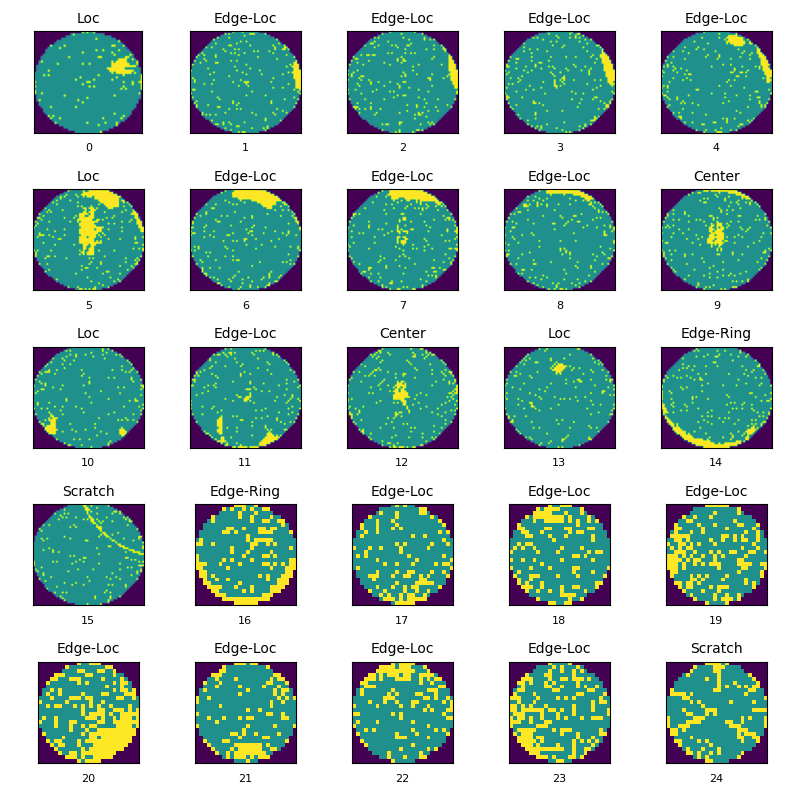 Loc Edge-Loc Edge-Loc Edge-Loc Edge-Loc
0 1 2 3 4
Loc Edge-Loc Edge-Loc Edge-Loc Center
5 6 7 8 9
Loc Edge-Loc Center Loc Edge-Ring
10 11 12 13 14
Scratch Edge-Ring Edge-Loc Edge-Loc Edge-Loc
15 16 17 18 19
Edge-Loc Edge-Loc Edge-Loc Edge-Loc Scratch
20 21 22 23 24